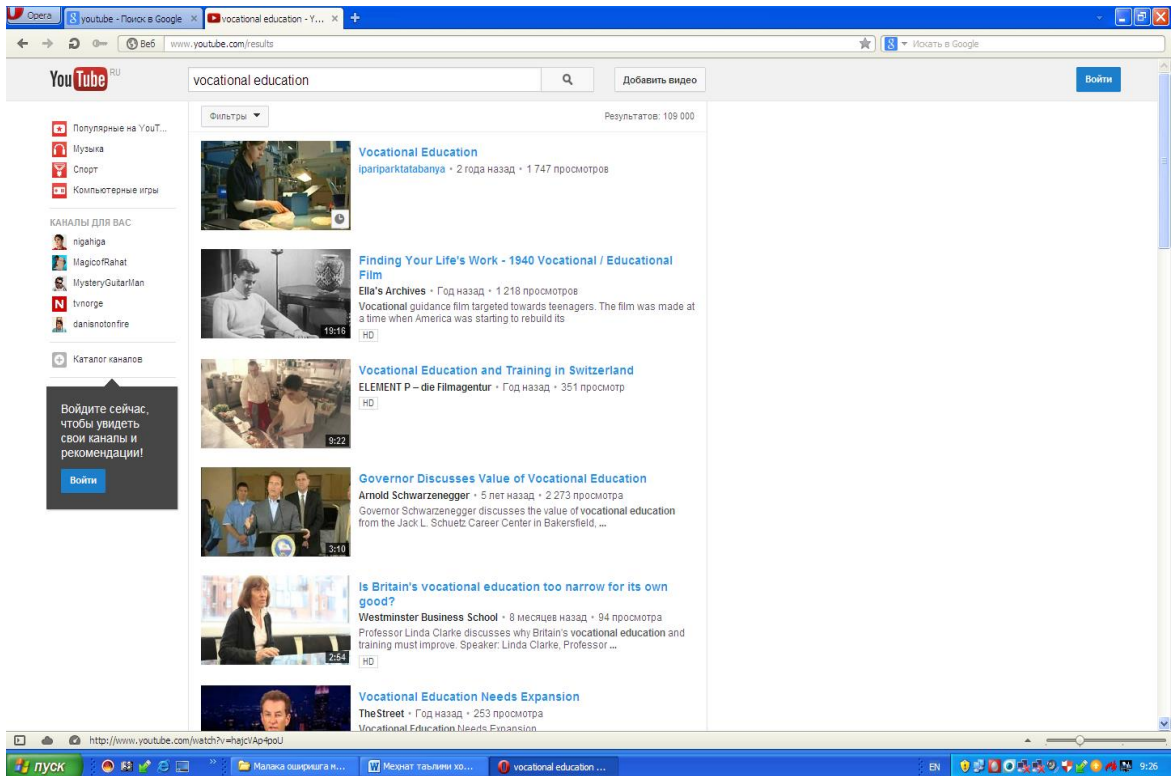 Opera
youtube - Поиск в Google
vocational education - Y...
Веб
www.youtube.com/results
Искать в Google
YouTube RU
vocational education
Добавить видео
Войти
Фильтры
Результатов: 109 000
Популярные на YouT...
Музыка
Спорт
Компьютерные игры
КАНАЛЫ ДЛЯ ВАС
nigahiga
MagicofRahat
MysteryGuitarMan
tvnorge
danisnotonfire
Каталог каналов
Войдите сейчас,
чтобы увидеть
свои каналы и
рекомендации!
Войти
Vocational Education
ipariparktatabanya • 2 года назад • 1 747 просмотров
19:16
Finding Your Life's Work - 1940 Vocational / Educational
Film
Ella's Archives • Год назад • 1 218 просмотров
Vocational guidance film targeted towards teenagers. The film was made at
a time when America was starting to rebuild its
HD
9:22
Vocational Education and Training in Switzerland
ELEMENT P – die Filmagentur • Год назад • 351 просмотр
HD
3:10
Governor Discusses Value of Vocational Education
Arnold Schwarzenegger • 5 лет назад • 2 273 просмотра
Governor Schwarzenegger discusses the value of vocational education
from the Jack L. Schuetz Career Center in Bakersfield, ...
2:54
Is Britain's vocational education too narrow for its own
good?
Westminster Business School • 8 месяцев назад • 94 просмотра
Professor Linda Clarke discusses why Britain's vocational education and
training must improve. Speaker: Linda Clarke, Professor ...
HD
Vocational Education Needs Expansion
TheStreet • Год назад • 253 просмотра
Vocational Education Needs Expansion
http://www.youtube.com/watch?v=hajcVAp4poU
пуск
Малака оширишга м...
Мехнат таълими хо...
vocational education ...
EN
9:26